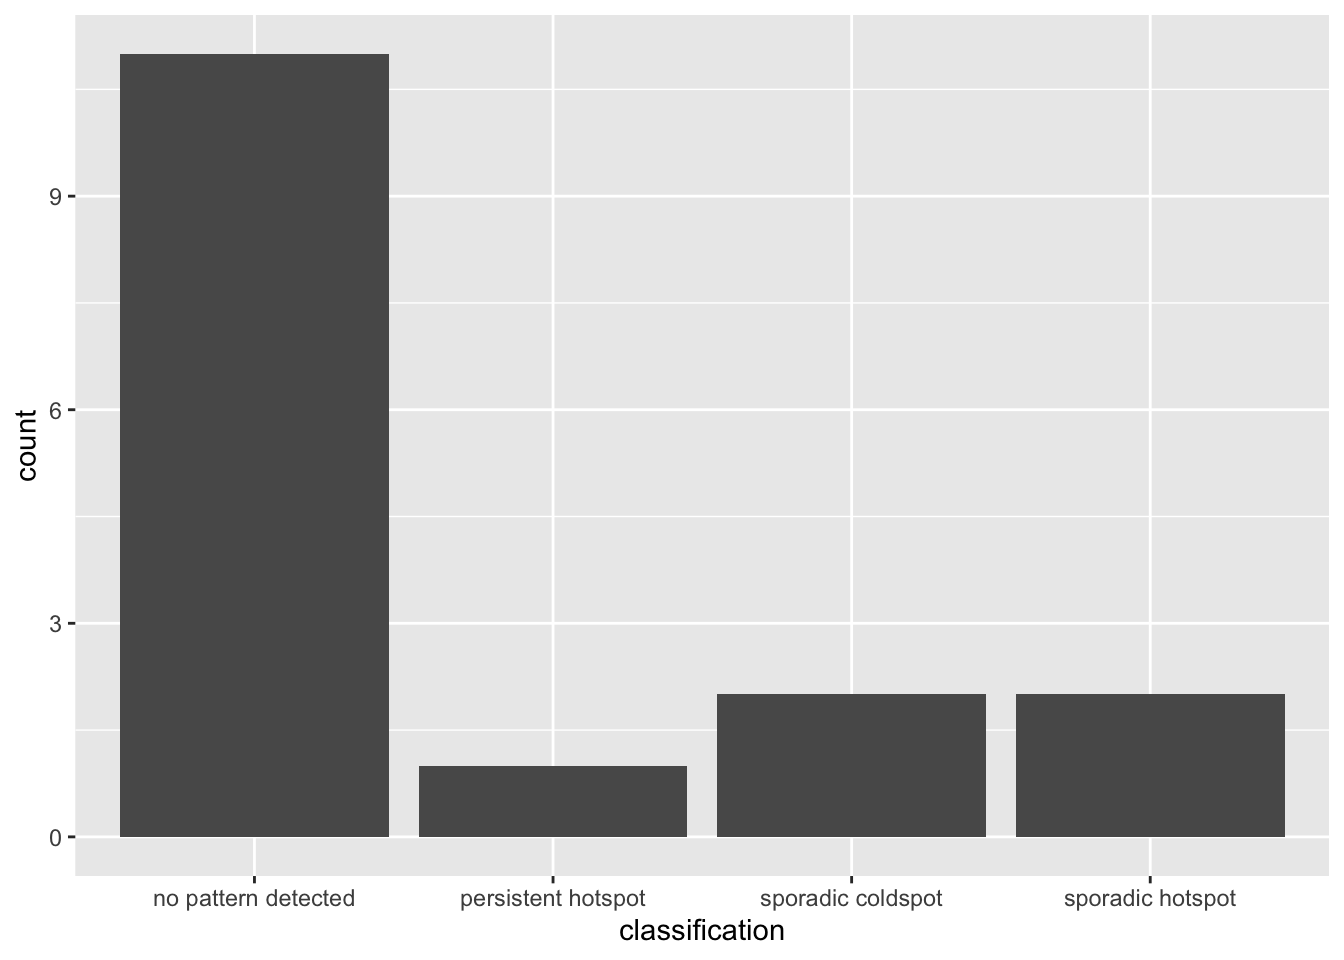 count
9
6
3
0
no pattern detected persistent hotspot sporadic coldspot sporadic hotspot
classification